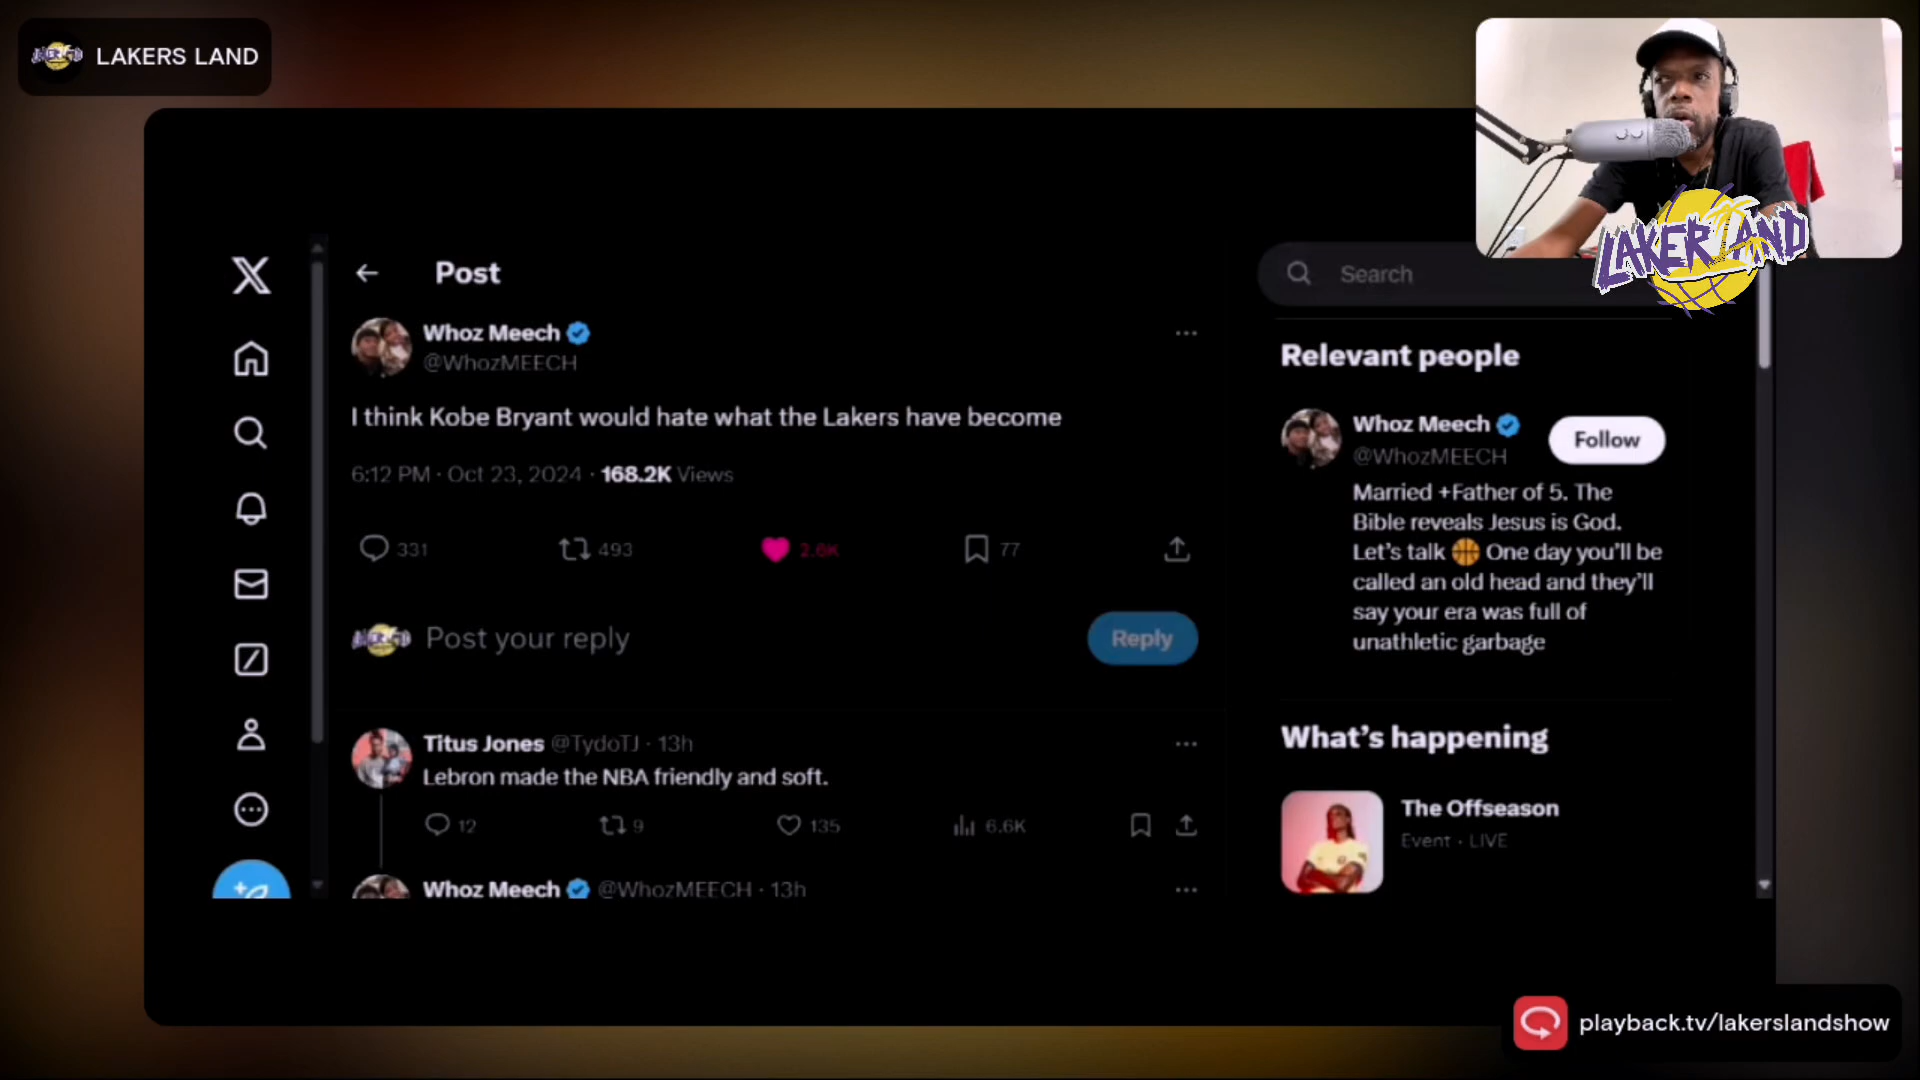 LAKERS LAND
LAKER LAND
Post
Search
Whoz Meech
@WhozMEECH
I think Kobe Bryant would hate what the Lakers have become
6:12 PM · Oct 23, 2024 · 168.2K Views
331 493 2.6K 77
Post your reply
Reply
Titus Jones @TydoTJ · 13h
Lebron made the NBA friendly and soft.
12 9 135 6.6K
Whoz Meech @WhozMEECH · 13h
Relevant people
Whoz Meech
@WhozMEECH
Follow
Married +Father of 5. The
Bible reveals Jesus is God.
Let's talk 🏀 One day you'll be
called an old head and they'll
say your era was full of
unathletic garbage
What's happening
The Offseason
Event · LIVE
playback.tv/lakerslandshow